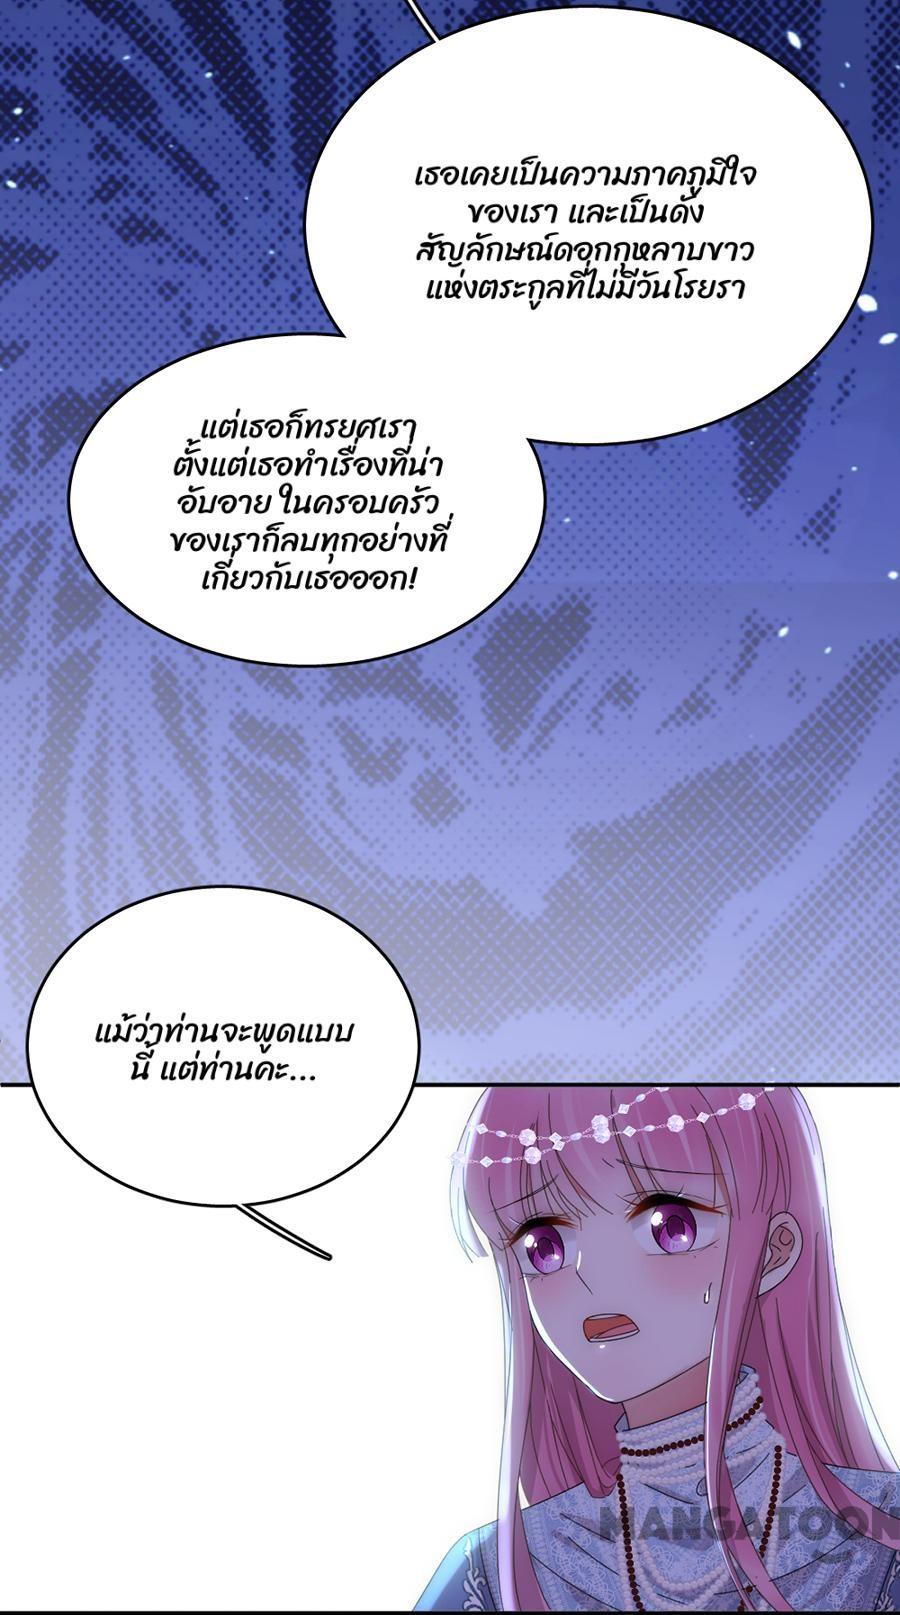 เธอเคยเป็นความภาคภูมิใจ
ของเรา และเป็นดั่ง
สัญลักษณ์ดอกกุหลาบขาว
แห่งตระกูลที่ไม่มีวันโรยรา
แต่เธอก็ทรยศเรา
ตั้งแต่เธอทำเรื่องที่น่า
อับอาย ในครอบครัว
ของเราก็ลบทุกอย่างที่
เกี่ยวกับเธอออก!
แม้ว่าท่านจะพูดแบบ
นี้ แต่ท่านคะ...
MANGATOON